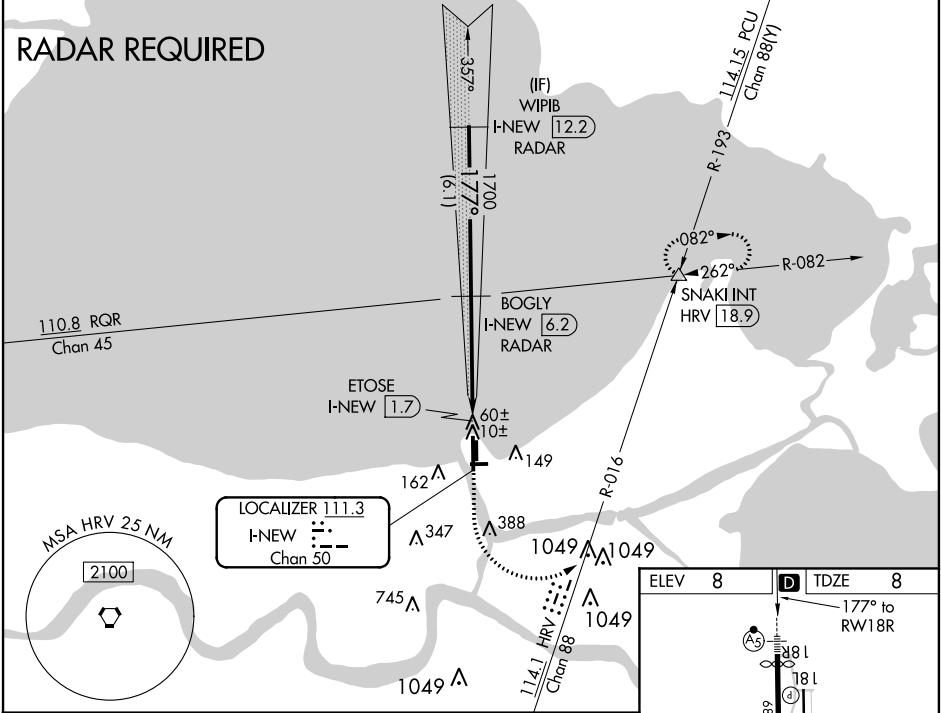 RADAR REQUIRED
357°
(IF)
WIPIB
I-NEW 12.2
RADAR
1700
177°
(6.1)
114.15 PCU
Chan 88(Y)
R-193
082°
262°
R-082
SNAKI INT
HRV 18.9
BOGLY
I-NEW 6.2
RADAR
110.8 RQR
Chan 45
ETOSE
I-NEW 1.7
60±
10±
149
162
R-016
LOCALIZER 111.3
I-NEW
Chan 50
347
388
1049
1049
1049
745
1049
114.1 HRV
Chan 88
MSA HRV 25 NM
2100
ELEV 8
D
TDZE 8
177° to
RW18R
A5
18R
18L
P